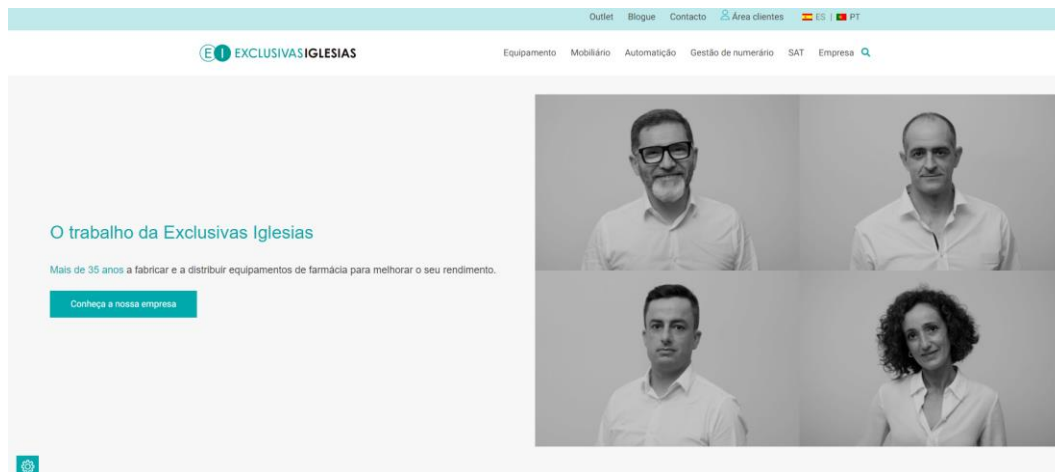 Outlet Blogue Contacto Área clientes ES | PT
EI EXCLUSIVASIGLESIAS
Equipamento Mobiliário Automatição Gestão de numerário SAT Empresa
O trabalho da Exclusivas Iglesias
Mais de 35 anos a fabricar e a distribuir equipamentos de farmácia para melhorar o seu rendimento.
Conheça a nossa empresa